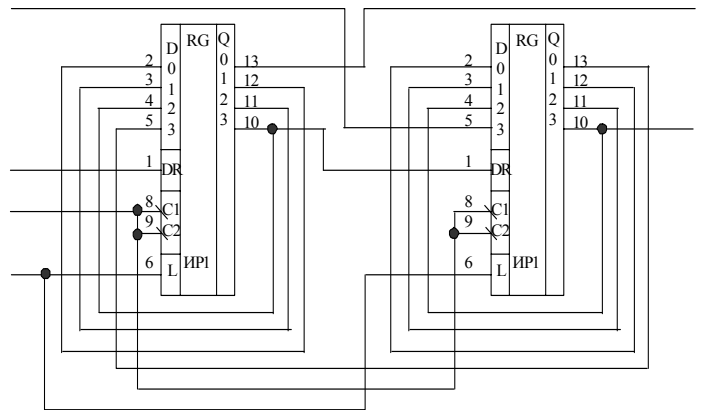 D RG Q
2 0 0 13
3 1 1 12
4 2 2 11
5 3 3 10
1 DR
8 C1
9 C2
6 L ИР1
D RG Q
2 0 0 13
3 1 1 12
4 2 2 11
5 3 3 10
1 DR
8 C1
9 C2
6 L ИР1